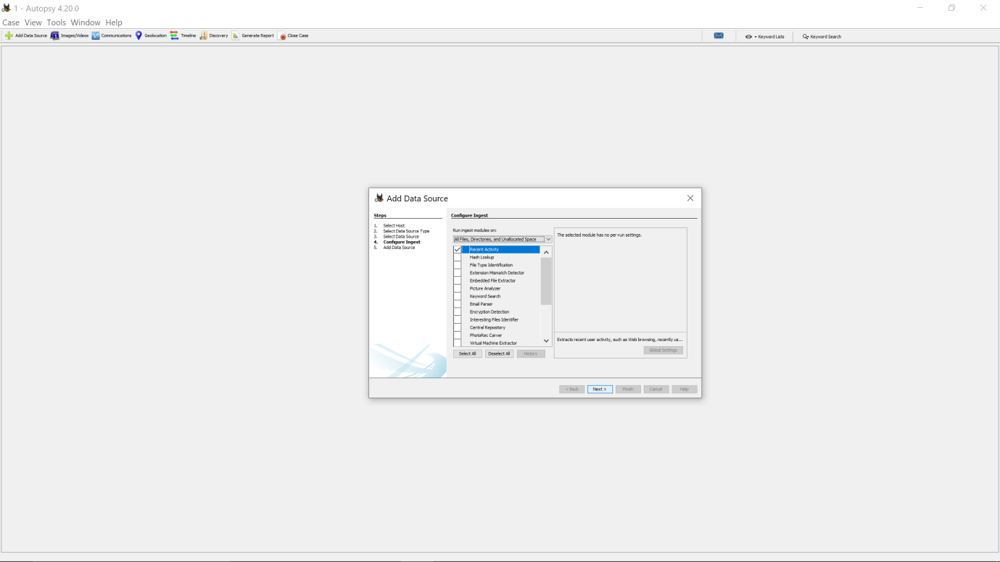 1 - Autopsy 4.20.0
Case View Tools Window Help
Add Data Source Images/Videos Communications Geolocation Timeline Discovery Generate Report Close Case Keyword Lists Keyword Search
Add Data Source
Steps
1. Select Host
2. Select Data Source Type
3. Select Data Source
4. Configure Ingest
5. Add Data Source
Configure Ingest
Run ingest modules on:
All Files, Directories, and Unallocated Space
Recent Activity
Hash Lookup
File Type Identification
Extension Mismatch Detector
Embedded File Extractor
Picture Analyzer
Keyword Search
Email Parser
Encryption Detection
Interesting Files Identifier
Central Repository
PhotoRec Carver
Virtual Machine Extractor
Select All Deselect All History
The selected module has no per-run settings.
Extracts recent user activity, such as Web browsing, recently us...
Global Settings
< Back Next > Finish Cancel Help